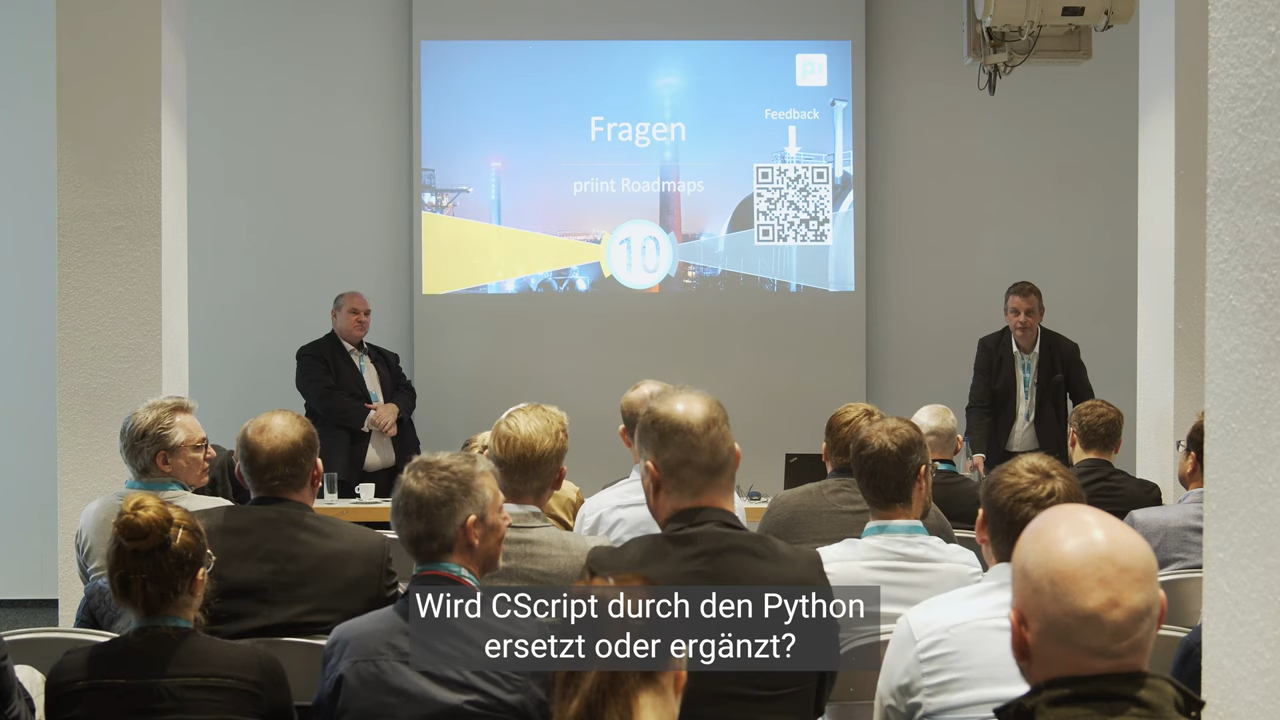 Fragen
Feedback
priint Roadmaps
10
Wird CScript durch den Python
ersetzt oder ergänzt?